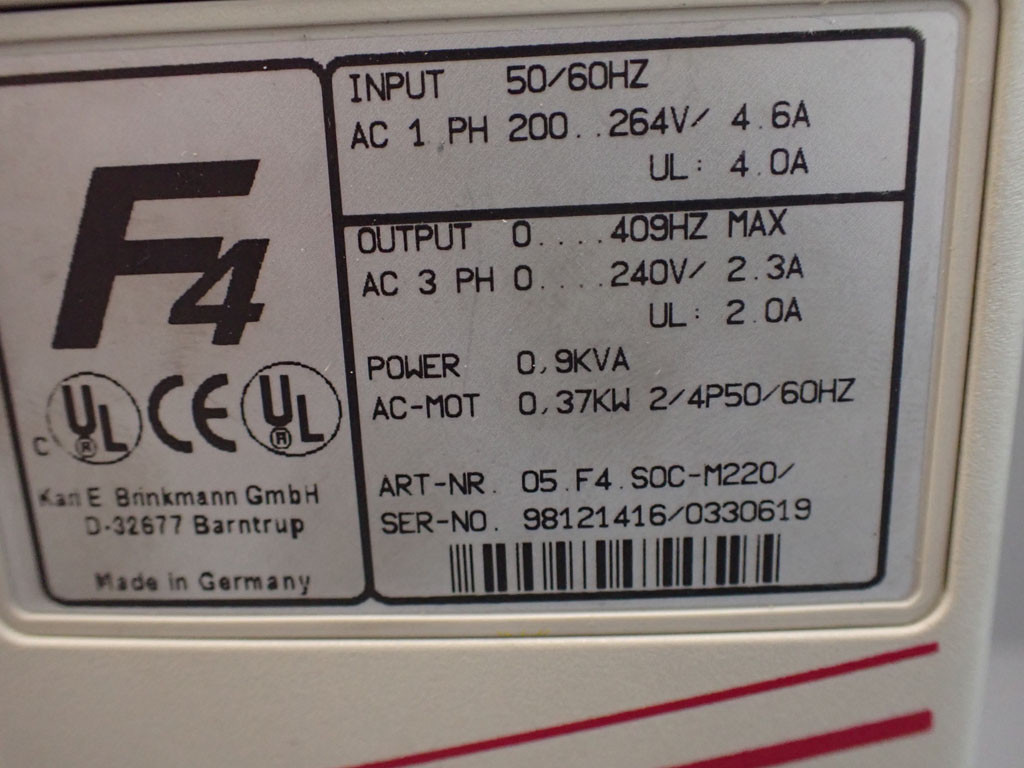 F4
C UL® CE UL®
Karl E. Brinkmann GmbH
D-32677 Barntrup
Made in Germany
INPUT 50/60HZ
AC 1 PH 200..264V/ 4.6A
UL: 4.0A
OUTPUT 0....409HZ MAX
AC 3 PH 0....240V/ 2.3A
UL: 2.0A
POWER 0,9KVA
AC-MOT 0,37KW 2/4P50/60HZ
ART-NR. 05.F4.S0C-M220/
SER-NO. 98121416/0330619